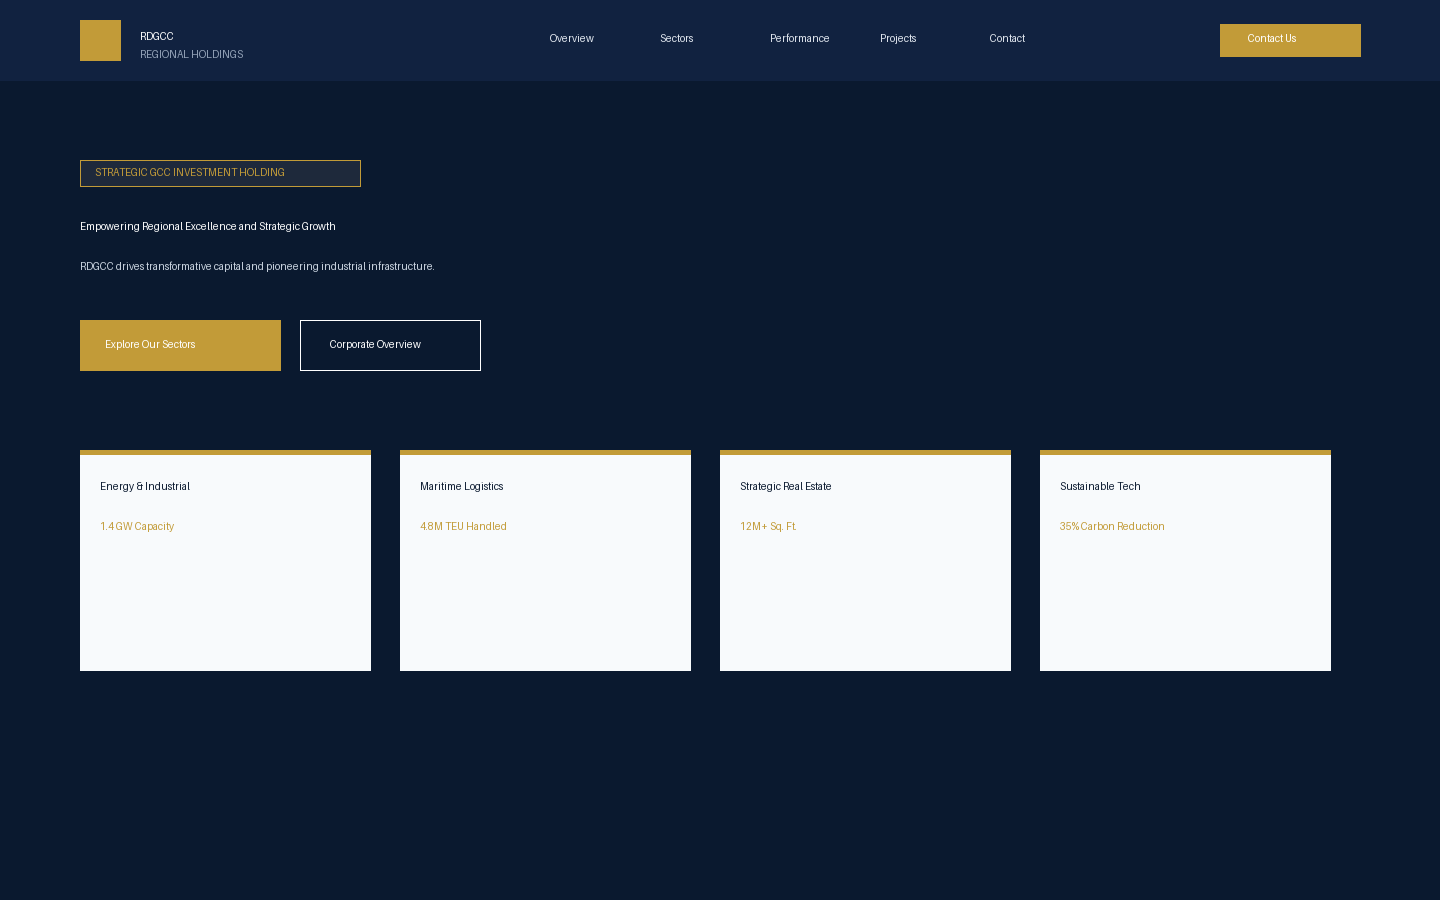 RDGCC
REGIONAL HOLDINGS
Overview
Sectors
Performance
Projects
Contact
Contact Us
STRATEGIC GCC INVESTMENT HOLDING
Empowering Regional Excellence and Strategic Growth
RDGCC drives transformative capital and pioneering industrial infrastructure.
Explore Our Sectors
Corporate Overview
Energy & Industrial
1.4 GW Capacity
Maritime Logistics
4.8M TEU Handled
Strategic Real Estate
12M+ Sq. Ft.
Sustainable Tech
35% Carbon Reduction